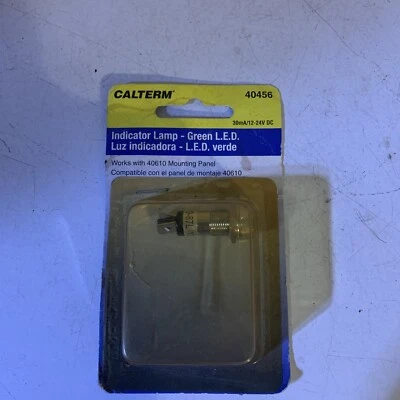 CALTERM® 40456
30mA/12-24V DC
Indicator Lamp - Green L.E.D.
Luz indicadora - L.E.D. verde
Works with 40610 Mounting Panel
Compatible con el panel de montaje 40610